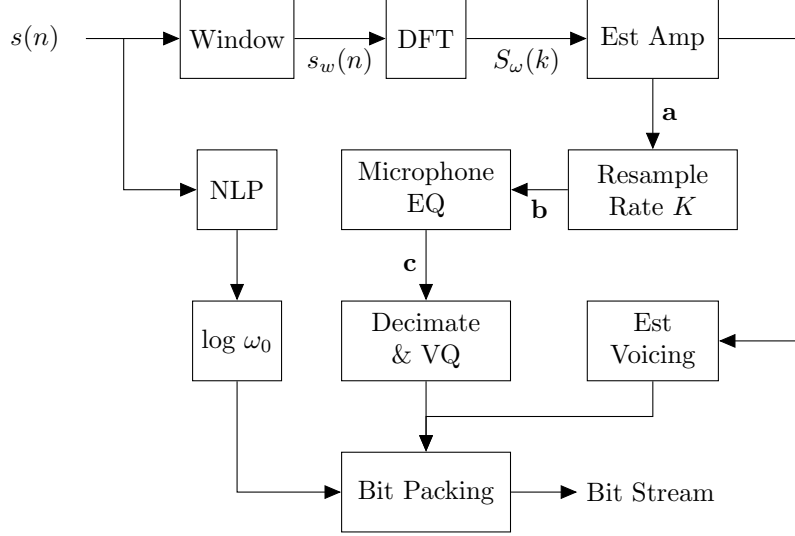 s(n)
Window
s_w(n)
DFT
S_ω(k)
Est Amp
a
NLP
Microphone
EQ
b
Resample
Rate K
c
log ω₀
Decimate
& VQ
Est
Voicing
Bit Packing
Bit Stream